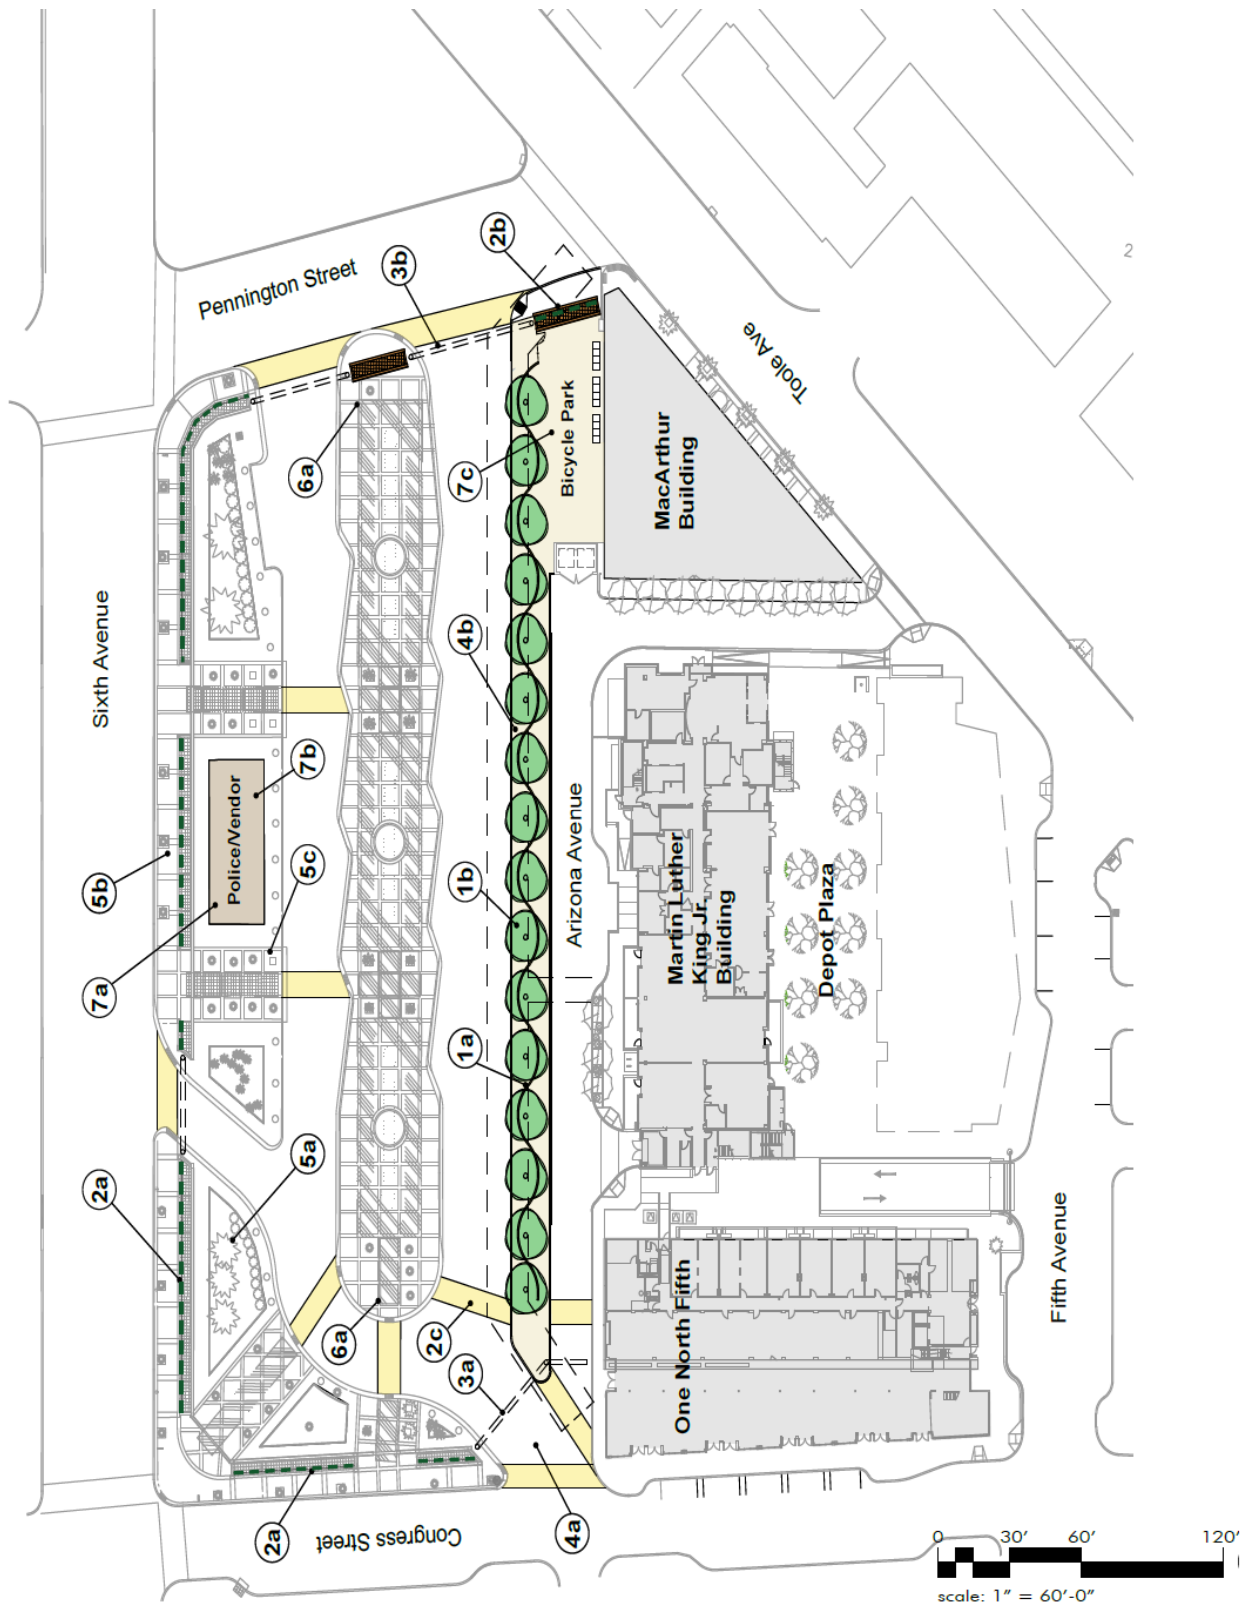 2b
3b
Pennington Street
2
Toole Ave
6a
7c
Bicycle Park
MacArthur
Building
Sixth Avenue
4b
7b
Police/Vendor
5b
5c
1b
7a
Arizona Avenue
Martin Luther
King Jr.
Building
Depot Plaza
1a
5a
2a
Fifth Avenue
6a
2c
3a
One North Fifth
2a
Congress Street
4a
0 30' 60' 120'
scale: 1" = 60'-0"